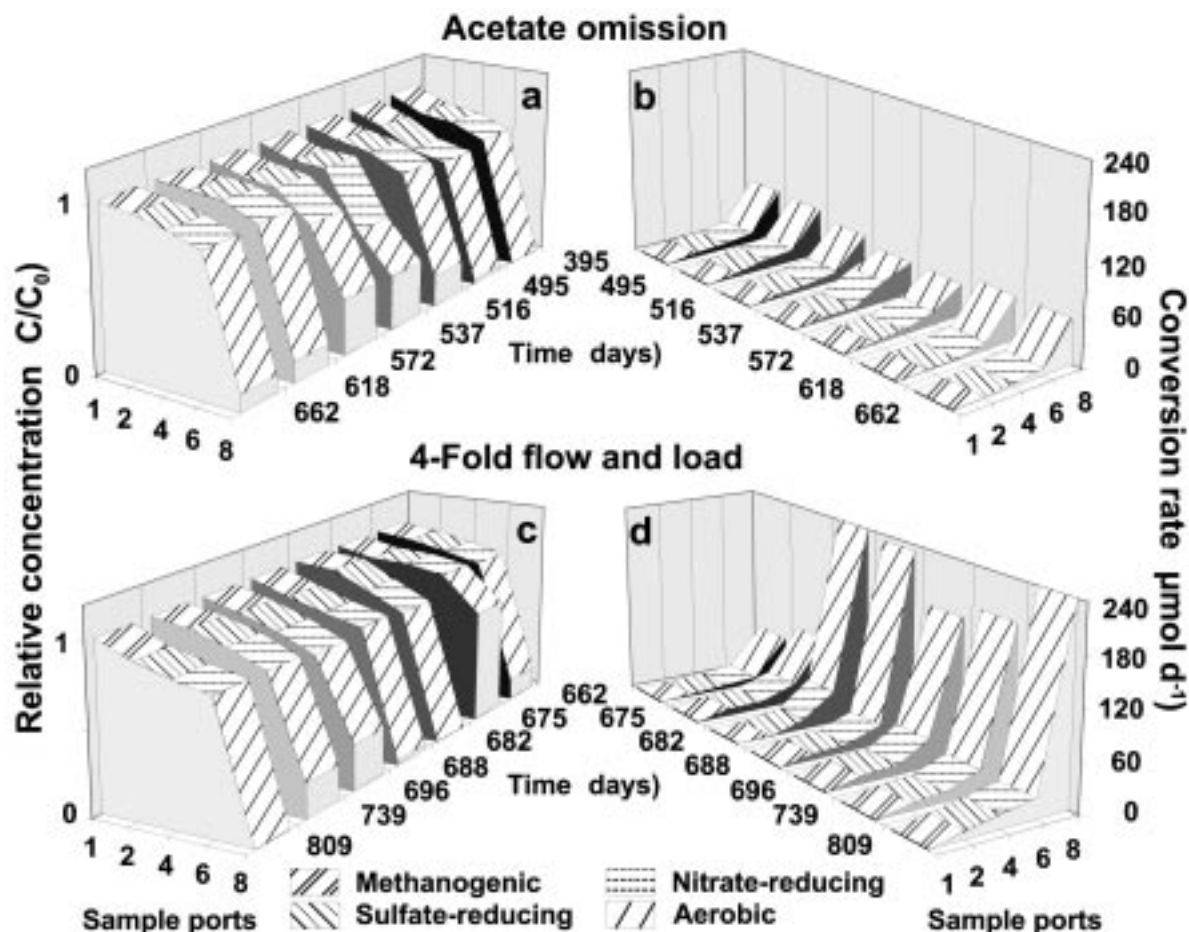 Acetate omission
a
b
Relative concentration C/C₀)
1
0
1 2 4 6 8
662 618 572 537 516 495 395
Time days)
495 516 537 572 618 662
1 2 4 6 8
240
180
120
60
0
Conversion rate µmol d⁻¹)
4-Fold flow and load
c
d
1
0
1 2 4 6 8
809 739 696 688 682 675 662
Time days)
675 682 688 696 739 809
1 2 4 6 8
240
180
120
60
0
Methanogenic
Nitrate-reducing
Sulfate-reducing
Aerobic
Sample ports
Sample ports